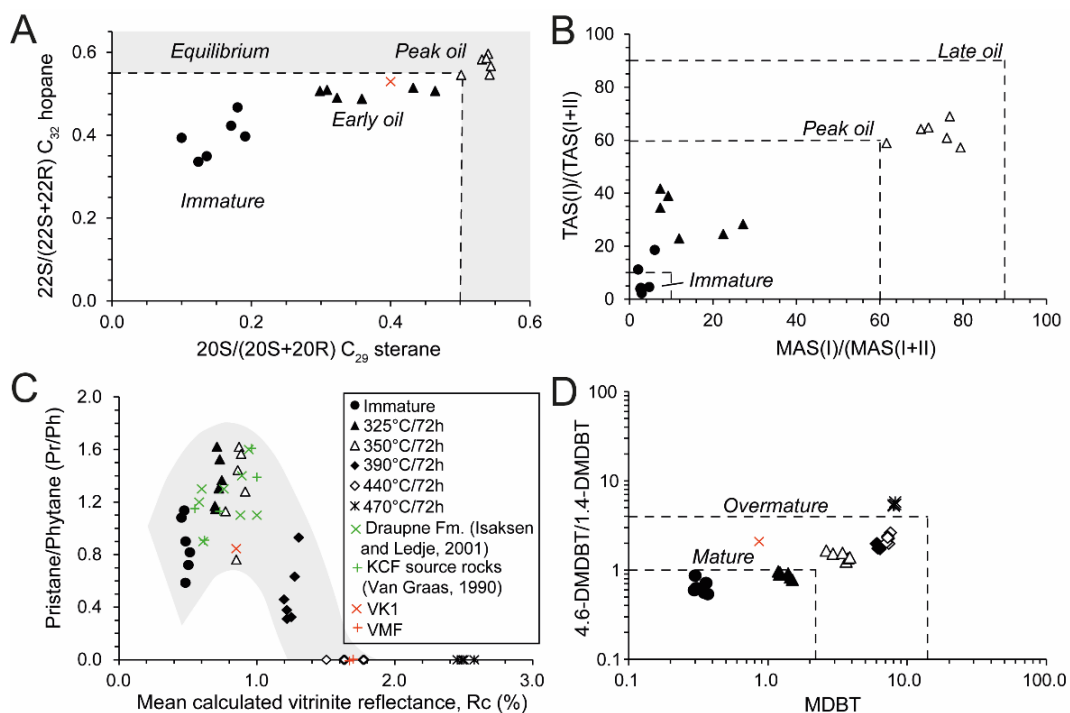 A
22S/(22S+22R) C32 hopane
0.6
0.4
0.2
0.0
0.0
0.2
0.4
0.6
20S/(20S+20R) C29 sterane
Equilibrium
Peak oil
Early oil
Immature
B
TAS(I)/(TAS(I+II)
100
80
60
40
20
0
0
20
40
60
80
100
MAS(I)/(MAS(I+II)
Late oil
Peak oil
Immature
C
Pristane/Phytane (Pr/Ph)
2.0
1.6
1.2
0.8
0.4
0.0
0.0
1.0
2.0
3.0
Mean calculated vitrinite reflectance, Rc (%)
Immature
325°C/72h
350°C/72h
390°C/72h
440°C/72h
470°C/72h
Draupne Fm. (Isaksen
and Ledje, 2001)
KCF source rocks
(Van Graas, 1990)
VK1
VMF
D
4.6-DMDBT/1.4-DMDBT
100
10
1
0.1
0.1
1.0
10.0
100.0
MDBT
Overmature
Mature